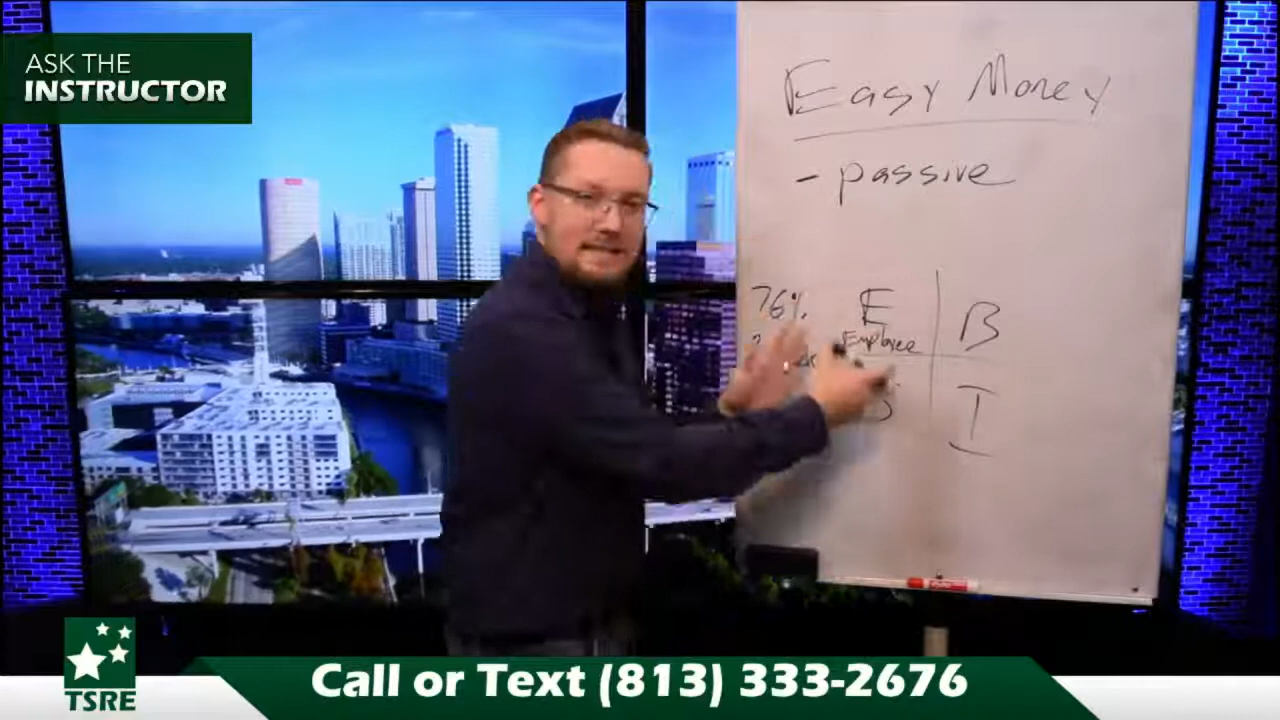 ASK THE
INSTRUCTOR
Easy Money
- passive
76%
E
B
Employee
S
I
TSRE
Call or Text (813) 333-2676